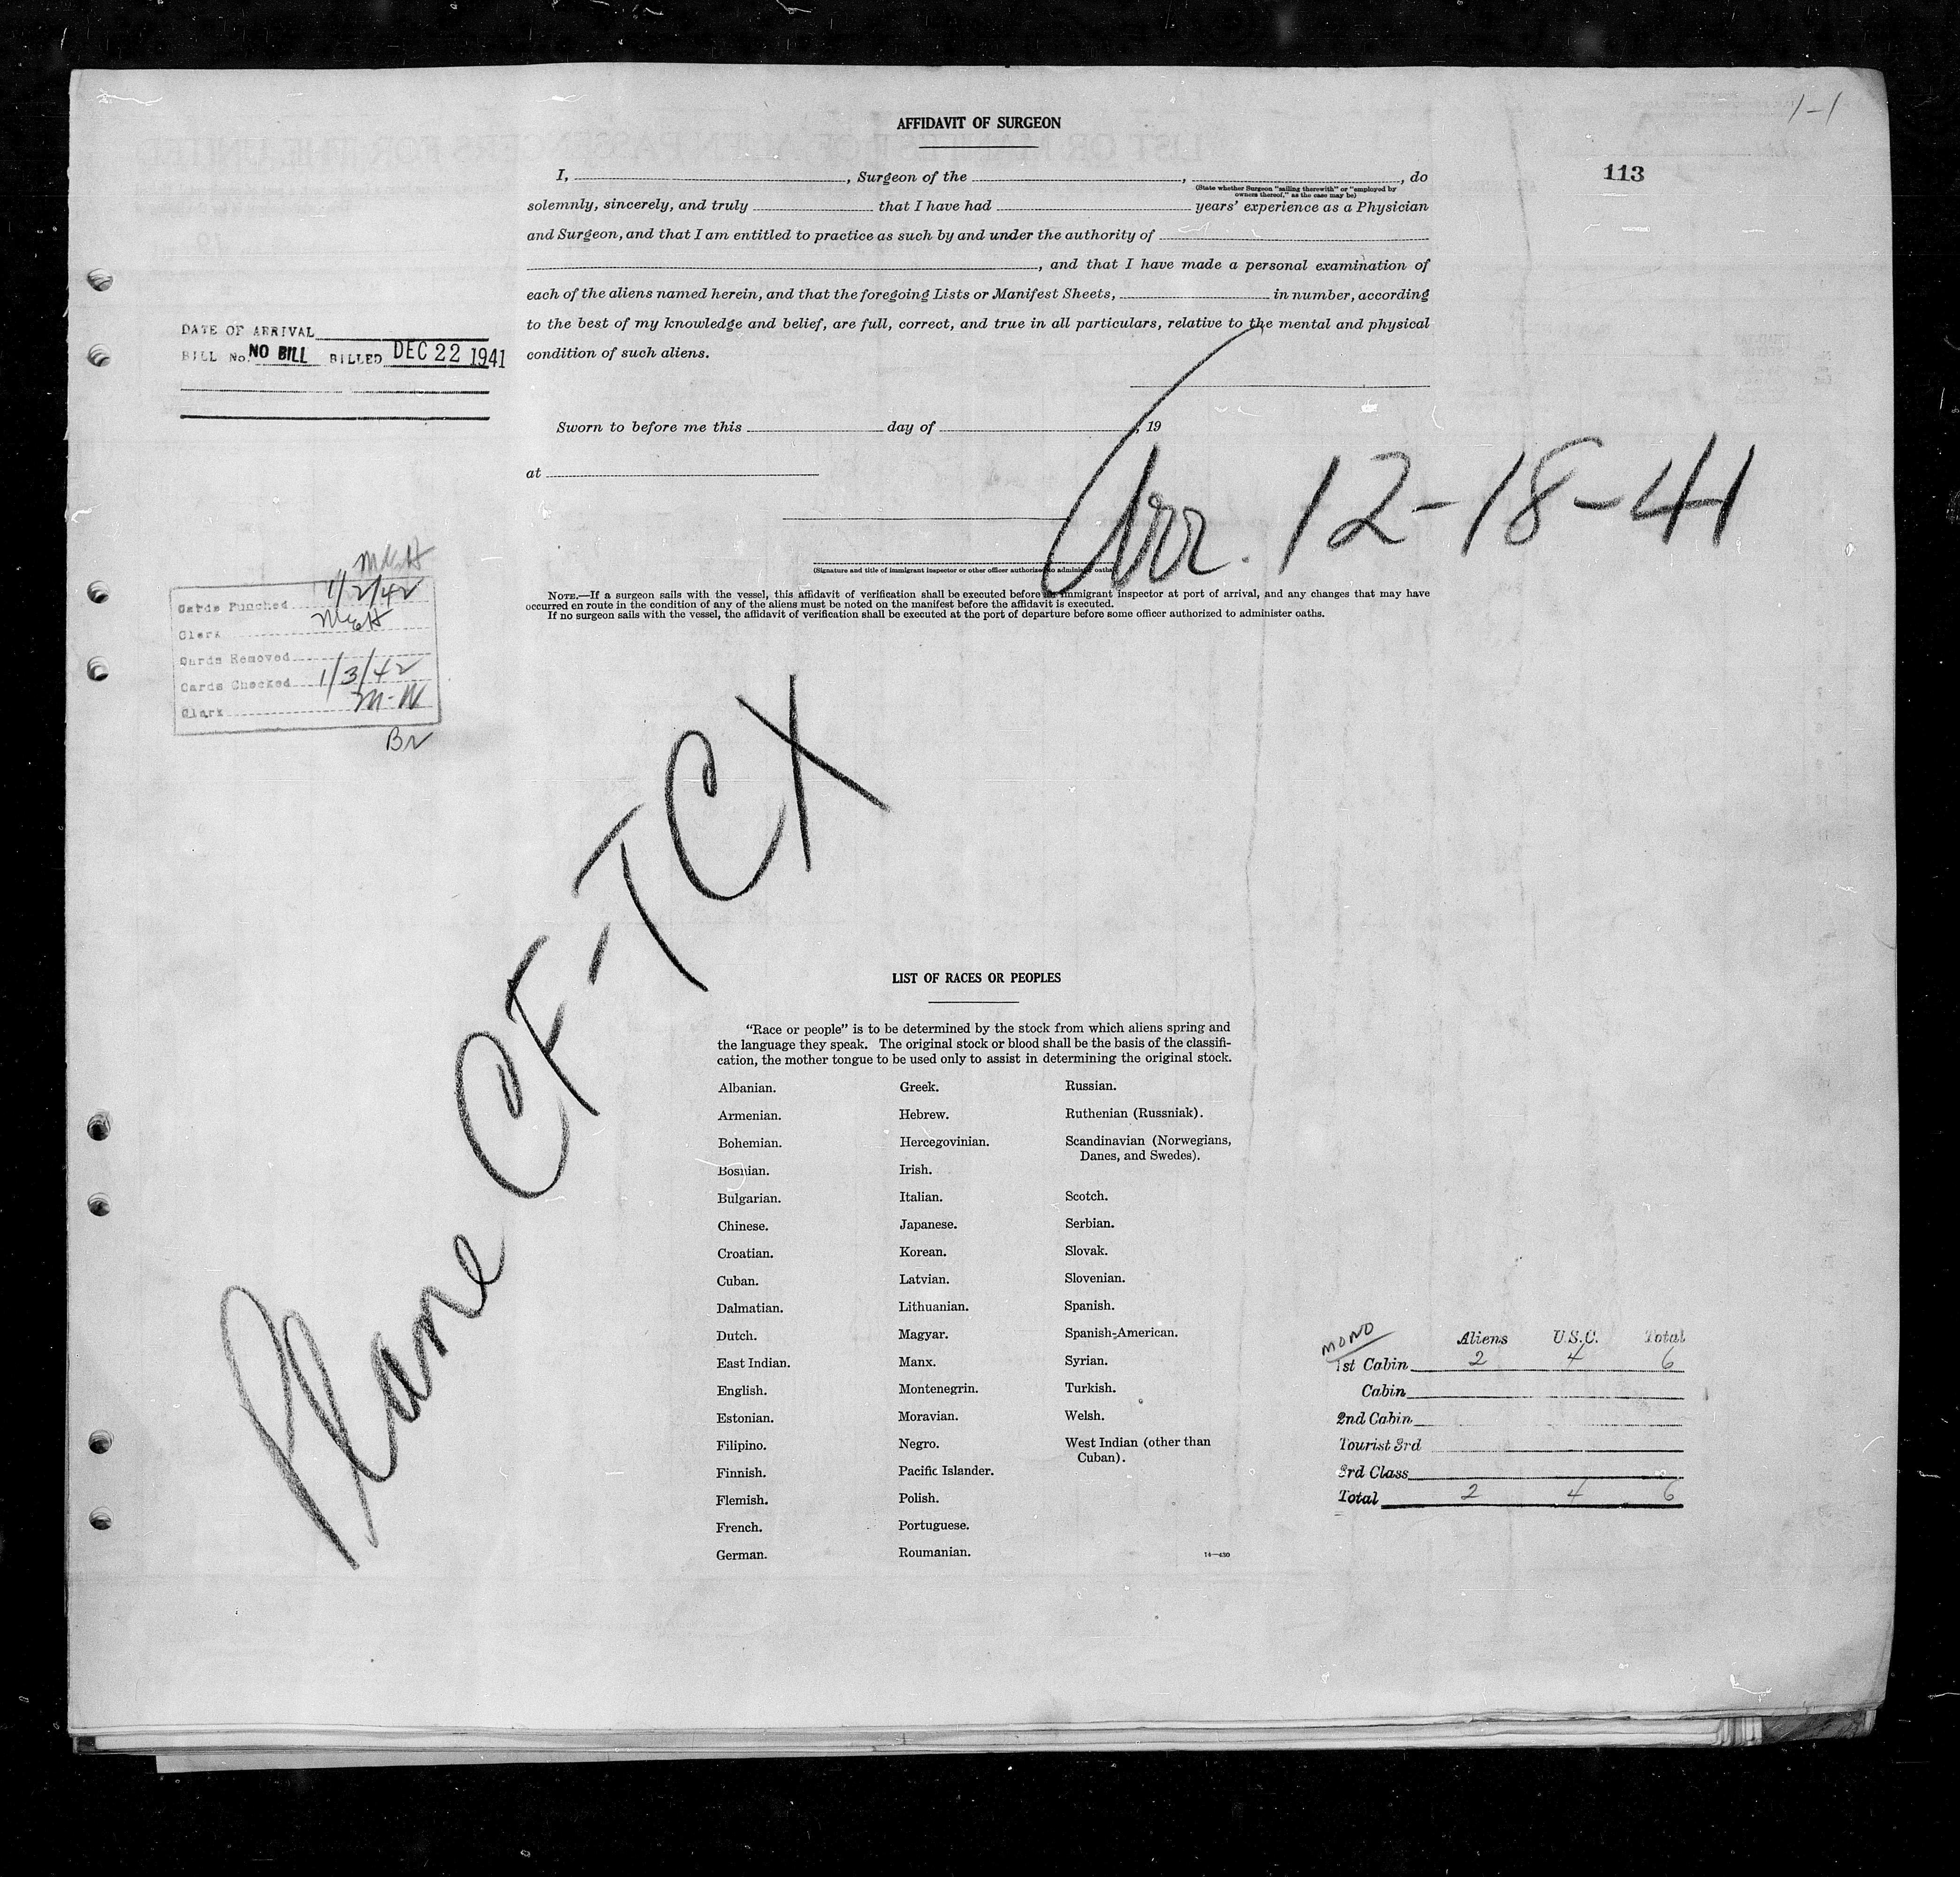 1-1
113
AFFIDAVIT OF SURGEON
I, , Surgeon of the , , do
(State whether Surgeon "sailing therewith" or "employed by
owners thereof," as the case may be)
solemnly, sincerely, and truly that I have had years' experience as a Physician
and Surgeon, and that I am entitled to practice as such by and under the authority of
, and that I have made a personal examination of
each of the aliens named herein, and that the foregoing Lists or Manifest Sheets, in number, according
to the best of my knowledge and belief, are full, correct, and true in all particulars, relative to the mental and physical
condition of such aliens.
DATE OF ARRIVAL
BILL No. NO BILL BILLED DEC 22 1941
Sworn to before me this day of , 19
at
Arr. 12-18-41
(Signature and title of immigrant inspector or other officer authorized to administer oaths)
NOTE.—If a surgeon sails with the vessel, this affidavit of verification shall be executed before an immigrant inspector at port of arrival, and any changes that may have
occurred en route in the condition of any of the aliens must be noted on the manifest before the affidavit is executed.
If no surgeon sails with the vessel, the affidavit of verification shall be executed at the port of departure before some officer authorized to administer oaths.
Cards Punched 1/2/42
Clerk
Cards Removed
Cards Checked 1/3/42
Clerk M-W
Br
Plane CF-TCX
LIST OF RACES OR PEOPLES
"Race or people" is to be determined by the stock from which aliens spring and
the language they speak. The original stock or blood shall be the basis of the classifi-
cation, the mother tongue to be used only to assist in determining the original stock.
Albanian.
Armenian.
Bohemian.
Bosnian.
Bulgarian.
Chinese.
Croatian.
Cuban.
Dalmatian.
Dutch.
East Indian.
English.
Estonian.
Filipino.
Finnish.
Flemish.
French.
German.
Greek.
Hebrew.
Hercegovinian.
Irish.
Italian.
Japanese.
Korean.
Latvian.
Lithuanian.
Magyar.
Manx.
Montenegrin.
Moravian.
Negro.
Pacific Islander.
Polish.
Portuguese.
Roumanian.
Russian.
Ruthenian (Russniak).
Scandinavian (Norwegians,
Danes, and Swedes).
Scotch.
Serbian.
Slovak.
Slovenian.
Spanish.
Spanish-American.
Syrian.
Turkish.
Welsh.
West Indian (other than
Cuban).
14—430
MONO
Aliens U.S.C. Total
1st Cabin 2 4 6
Cabin
2nd Cabin
Tourist 3rd
3rd Class
Total 2 4 6